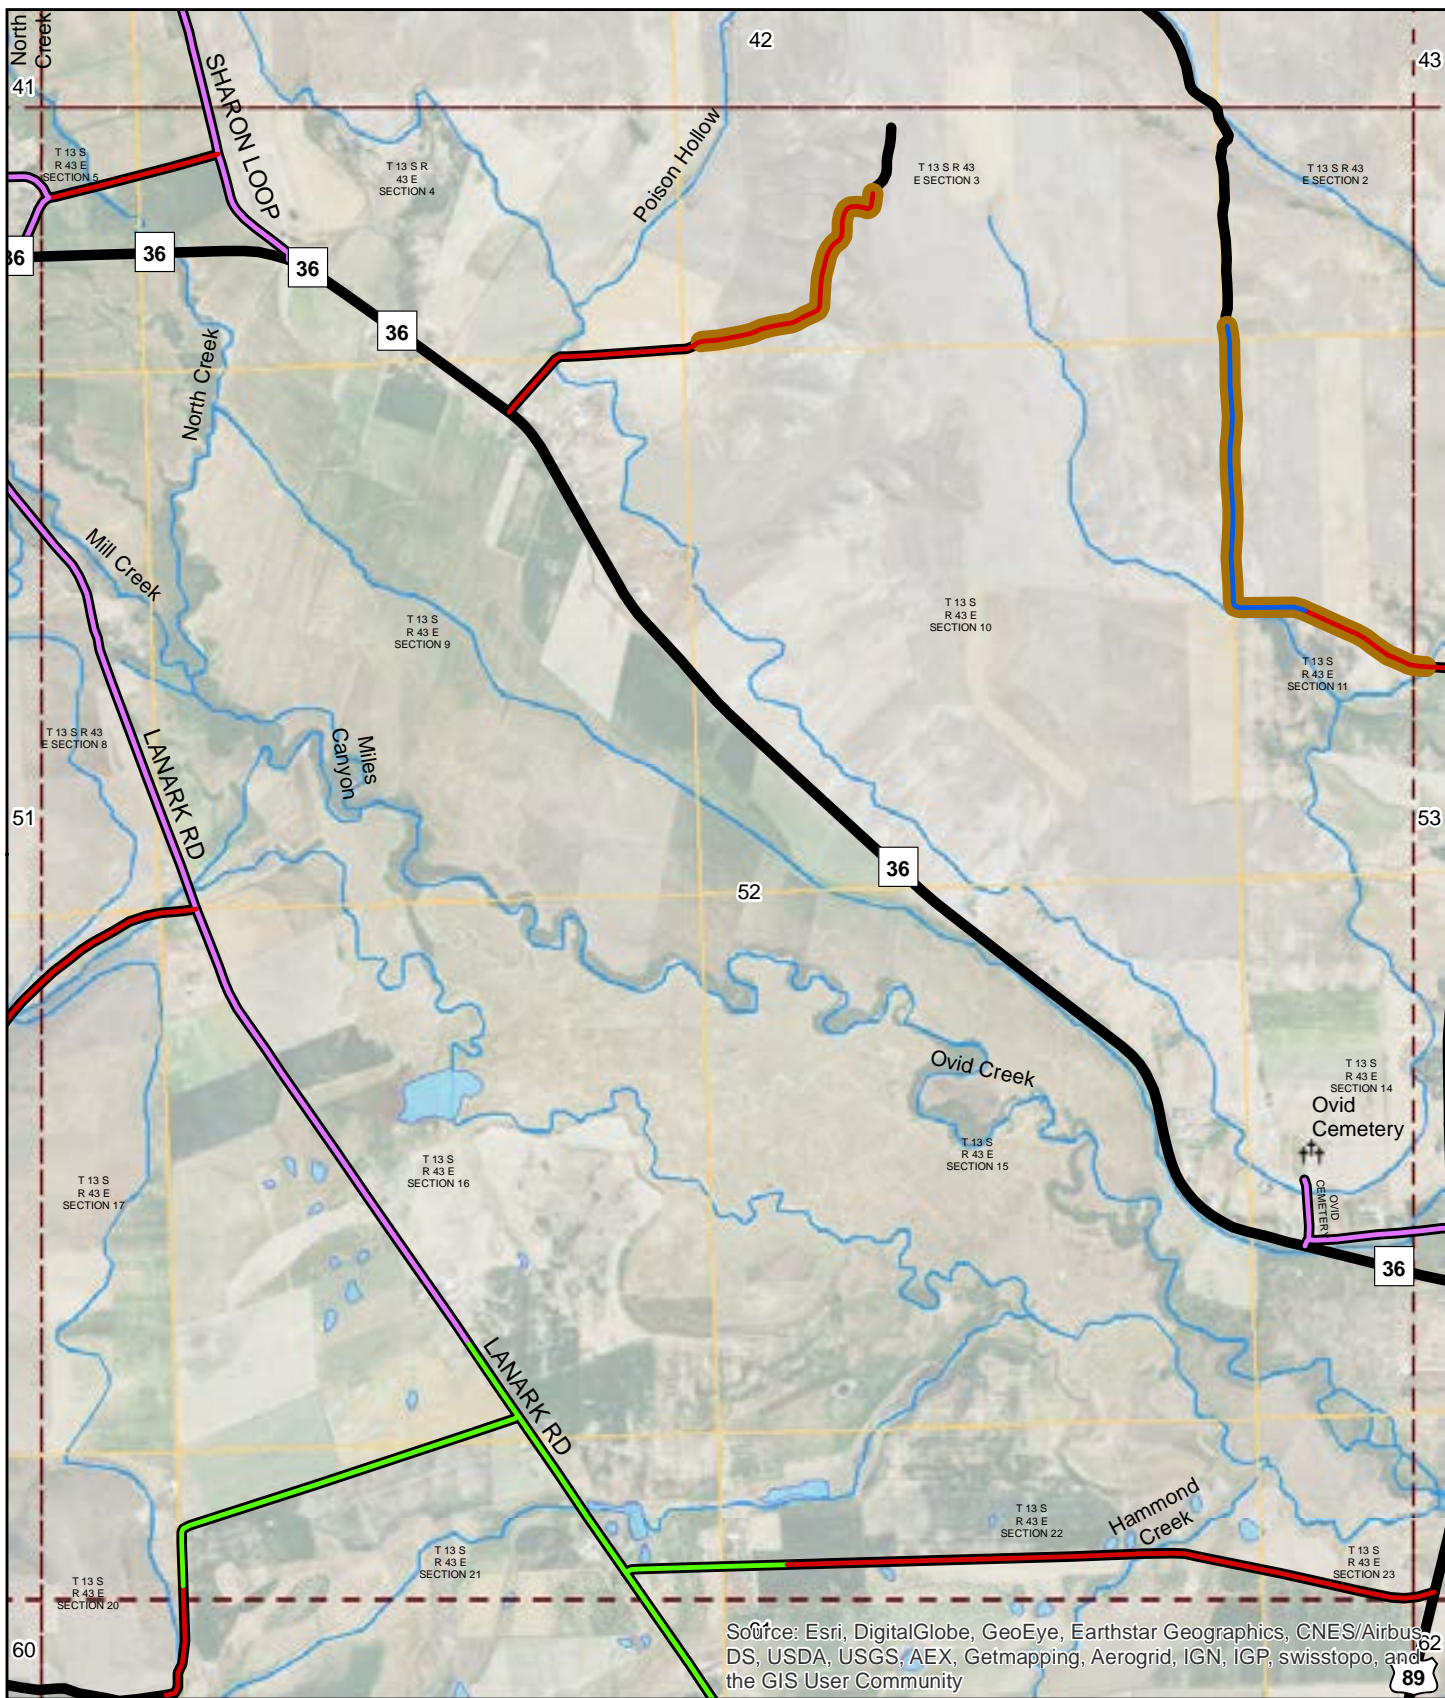 North
Creek
42
43
41
SHARON LOOP
T 13 S
R 43 E
SECTION 5
T 13 S R
43 E
SECTION 4
Poison Hollow
T 13 S R 43
E SECTION 3
T 13 S R 43
E SECTION 2
36
36
36
36
North Creek
Mill Creek
T 13 S
R 43 E
SECTION 9
T 13 S
R 43 E
SECTION 10
T 13 S
R 43 E
SECTION 11
T 13 S R 43
E SECTION 8
LANARK RD
Miles
Canyon
51
53
36
52
Ovid Creek
T 13 S
R 43 E
SECTION 14
Ovid
Cemetery
T 13 S
R 43 E
SECTION 15
T 13 S
R 43 E
SECTION 16
T 13 S
R 43 E
SECTION 17
OVID
CEMETERY
36
LANARK RD
Hammond
Creek
T 13 S
R 43 E
SECTION 22
T 13 S
R 43 E
SECTION 21
T 13 S
R 43 E
SECTION 23
T 13 S
R 43 E
SECTION 20
60
61
62
Source: Esri, DigitalGlobe, GeoEye, Earthstar Geographics, CNES/Airbus
DS, USDA, USGS, AEX, Getmapping, Aerogrid, IGN, IGP, swisstopo, and
the GIS User Community
89